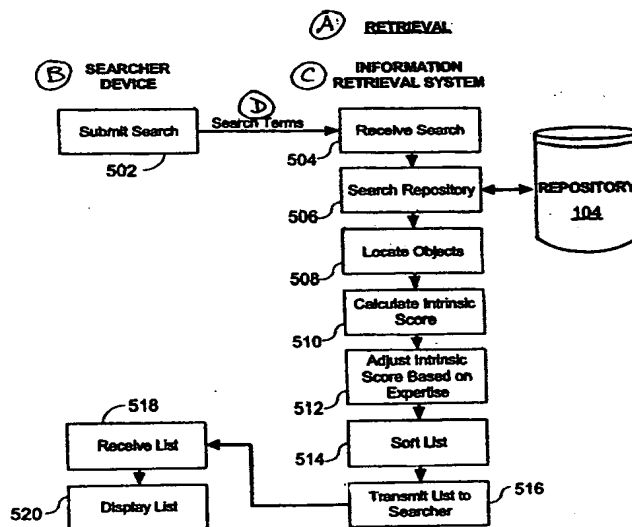 A RETRIEVAL
B SEARCHER
DEVICE
C INFORMATION
RETRIEVAL SYSTEM
D
Submit Search
Search Terms
Receive Search
502
504
Search Repository
REPOSITORY
104
506
Locate Objects
508
Calculate Intrinsic
Score
510
Adjust Intrinsic
Score Based on
Expertise
512
518
Receive List
Sort List
514
520
Display List
Transmit List to
Searcher
516